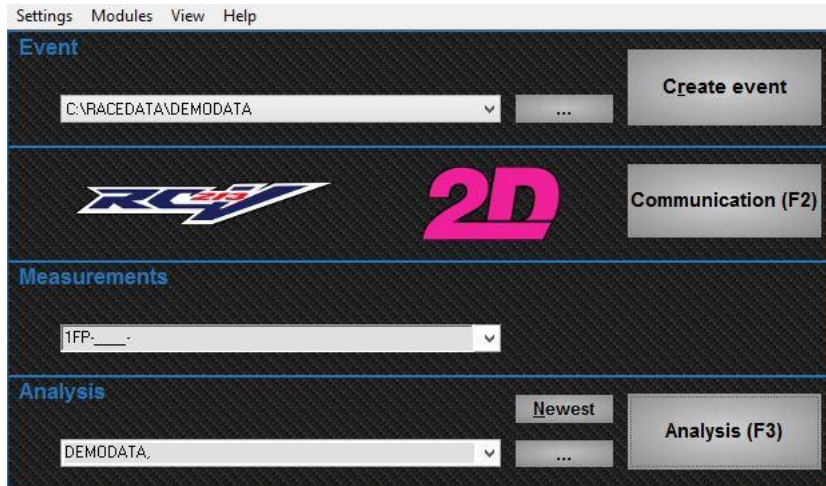 Settings Modules View Help
Event
C:\RACEDATA\DEMODATA
...
Create event
RC213V
2D
Communication (F2)
Measurements
1FP-____-
Analysis
Newest
DEMODATA,
...
Analysis (F3)